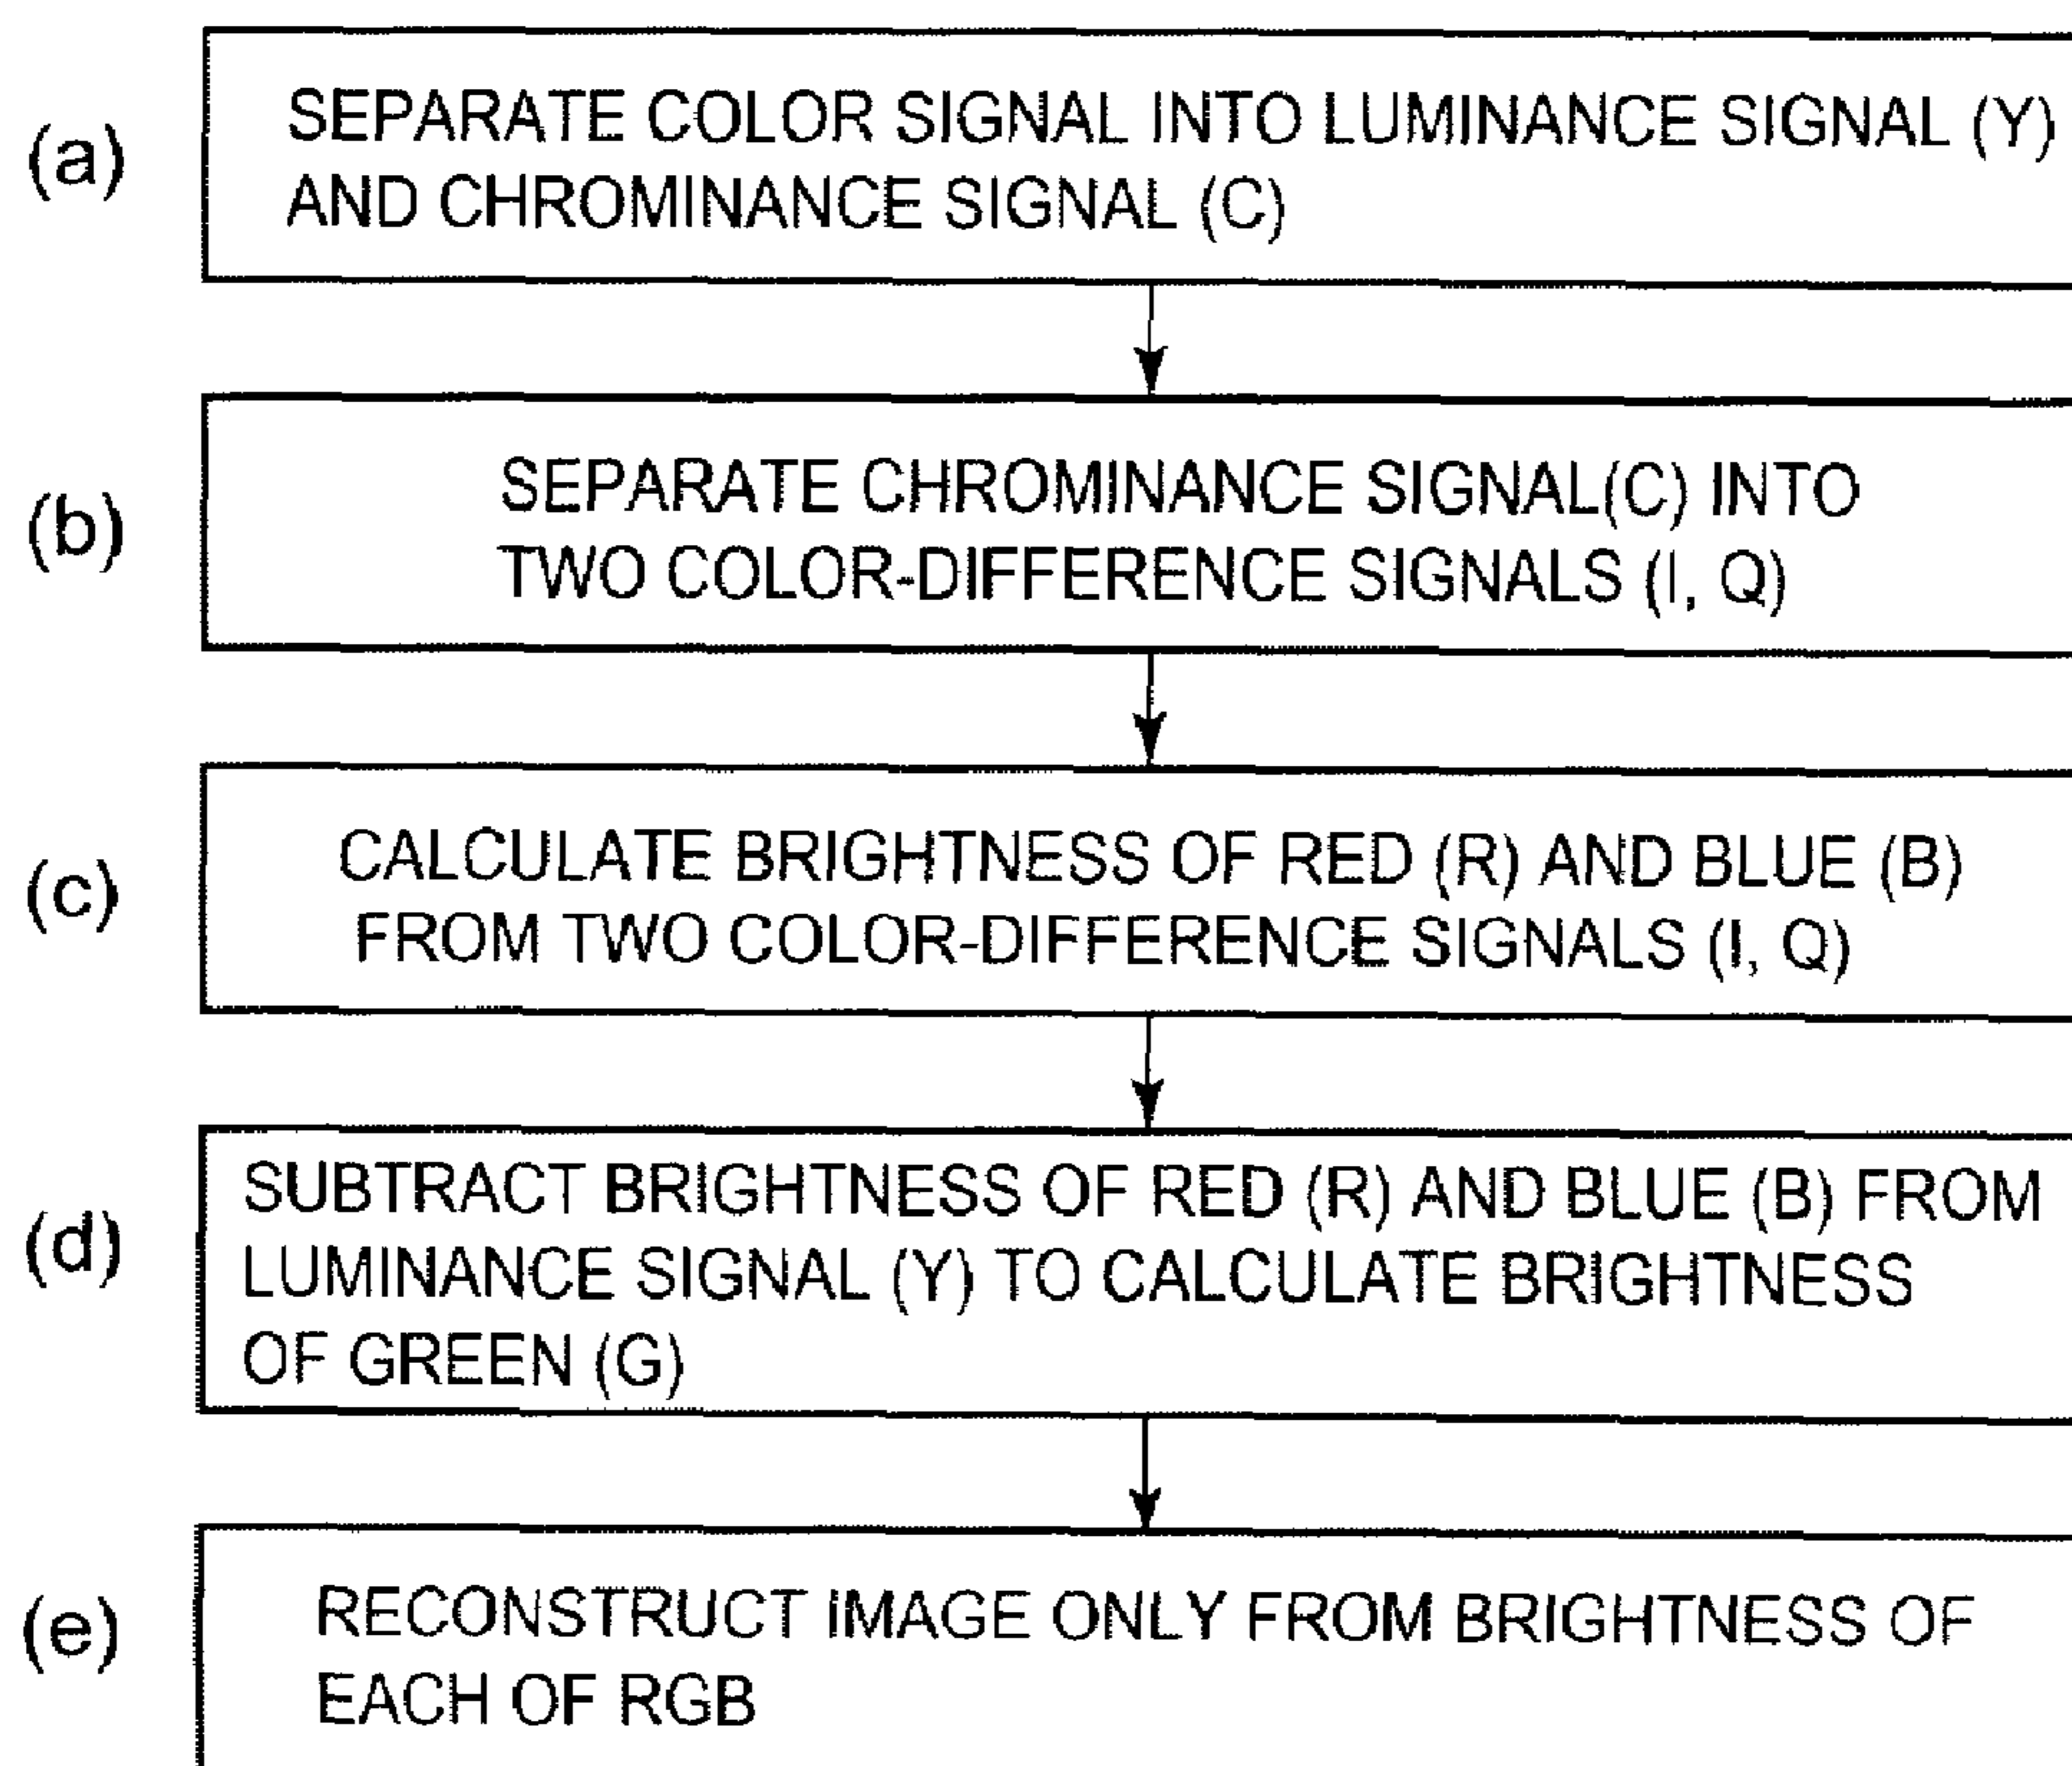 (a)
SEPARATE COLOR SIGNAL INTO LUMINANCE SIGNAL (Y)
AND CHROMINANCE SIGNAL (C)
(b)
SEPARATE CHROMINANCE SIGNAL(C) INTO
TWO COLOR-DIFFERENCE SIGNALS (I, Q)
(c)
CALCULATE BRIGHTNESS OF RED (R) AND BLUE (B)
FROM TWO COLOR-DIFFERENCE SIGNALS (I, Q)
(d)
SUBTRACT BRIGHTNESS OF RED (R) AND BLUE (B) FROM
LUMINANCE SIGNAL (Y) TO CALCULATE BRIGHTNESS
OF GREEN (G)
(e)
RECONSTRUCT IMAGE ONLY FROM BRIGHTNESS OF
EACH OF RGB